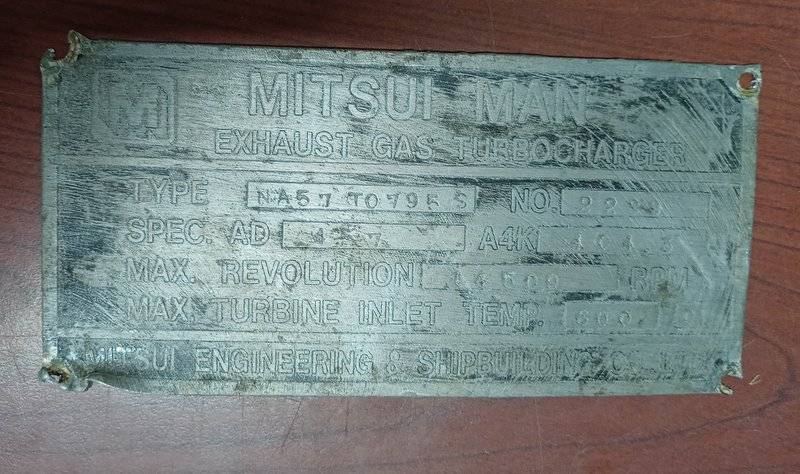 M
MITSUI MAN
EXHAUST GAS TURBOCHARGER
TYPE NA57 TO795S NO.
SPEC. AD A4K
MAX. REVOLUTION RPM
MAX. TURBINE INLET TEMP. 600
MITSUI ENGINEERING & SHIPBUILDING CO. LTD